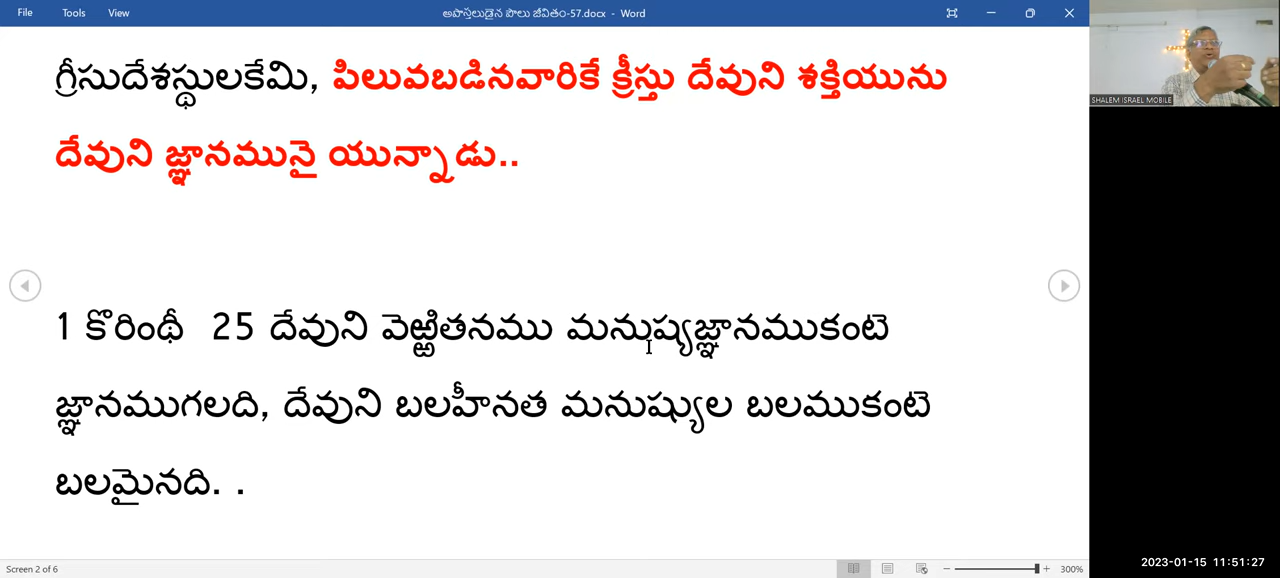 File Tools View అపొస్తలుడైన పౌలు జీవితం-57.docx - Word
గ్రీసుదేశస్థులకేమి, పిలువబడినవారికే క్రీస్తు దేవుని శక్తియును
దేవుని జ్ఞానమునై యున్నాడు..
1 కొరింథీ 25 దేవుని వెఱ్ఱితనము మనుష్యజ్ఞానముకంటె
జ్ఞానముగలది, దేవుని బలహీనత మనుష్యుల బలముకంటె
బలమైనది. .
SHALEM ISRAEL MOBILE
2023-01-15 11:51:27
Screen 2 of 6 300%